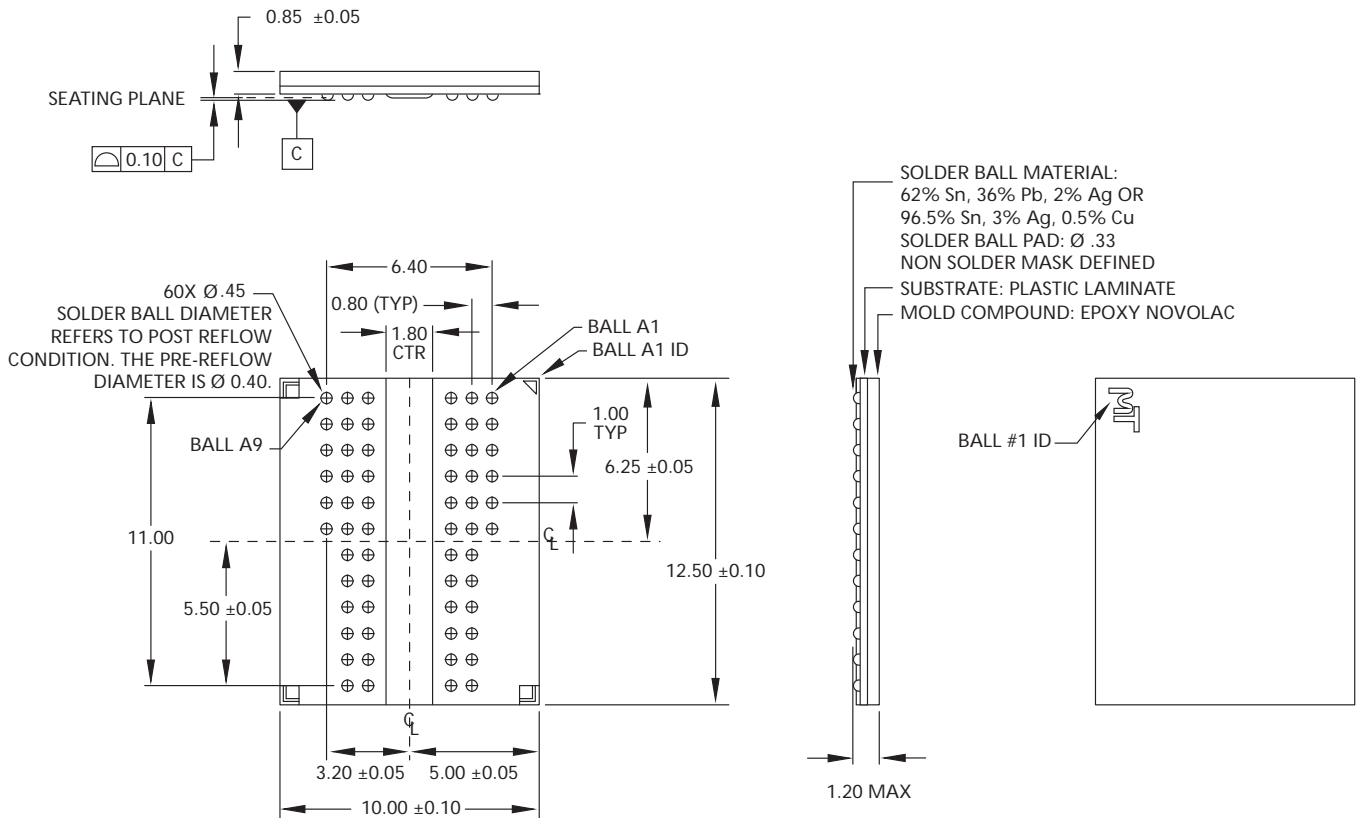 0.85 ±0.05
SEATING PLANE
0.10 C
C
SOLDER BALL MATERIAL:
62% Sn, 36% Pb, 2% Ag OR
96.5% Sn, 3% Ag, 0.5% Cu
SOLDER BALL PAD: Ø .33
NON SOLDER MASK DEFINED
SUBSTRATE: PLASTIC LAMINATE
MOLD COMPOUND: EPOXY NOVOLAC
6.40
60X Ø.45
SOLDER BALL DIAMETER
REFERS TO POST REFLOW
CONDITION. THE PRE-REFLOW
DIAMETER IS Ø 0.40.
0.80 (TYP)
1.80
CTR
BALL A1
BALL A1 ID
BALL A9
1.00
TYP
6.25 ±0.05
11.00
5.50 ±0.05
CL
12.50 ±0.10
CL
3.20 ±0.05
5.00 ±0.05
10.00 ±0.10
1.20 MAX
BALL #1 ID
MT